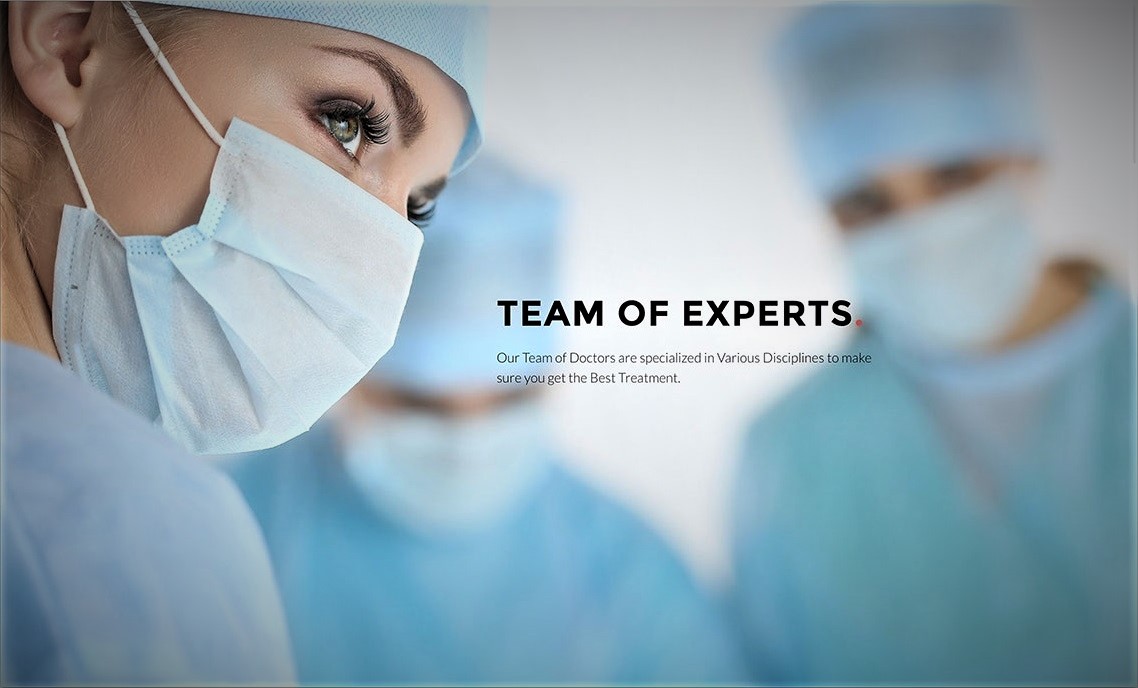 TEAM OF EXPERTS.
Our Team of Doctors are specialized in Various Disciplines to make
sure you get the Best Treatment.